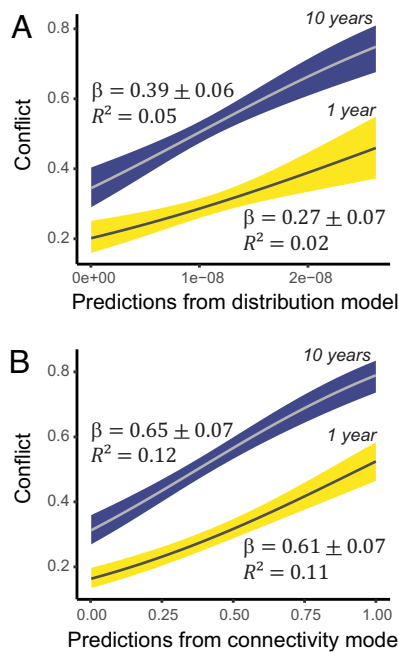 A
10 years
0.8
β = 0.39 ± 0.06
R² = 0.05
0.6
1 year
Conflict
0.4
β = 0.27 ± 0.07
R² = 0.02
0.2
0e+00 1e-08 2e-08
Predictions from distribution model
B
10 years
0.8
β = 0.65 ± 0.07
R² = 0.12
0.6
1 year
Conflict
0.4
β = 0.61 ± 0.07
R² = 0.11
0.2
0.00 0.25 0.50 0.75 1.00
Predictions from connectivity mode